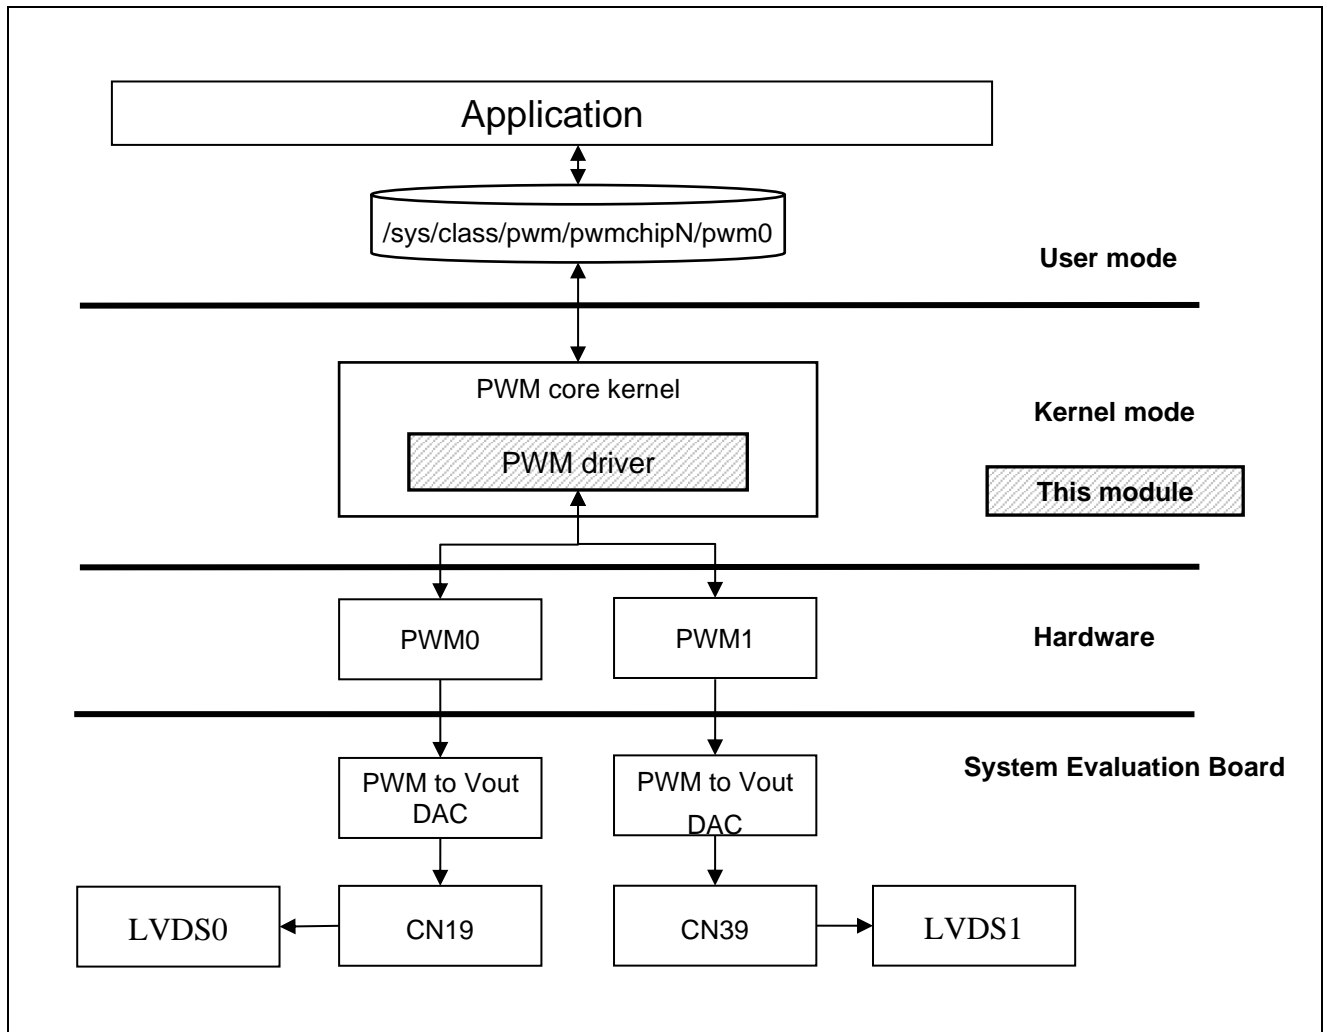 Application
/sys/class/pwm/pwmchipN/pwm0
User mode
PWM core kernel
Kernel mode
PWM driver
This module
PWM0
PWM1
Hardware
PWM to Vout
DAC
PWM to Vout
DAC
System Evaluation Board
LVDS0
CN19
CN39
LVDS1